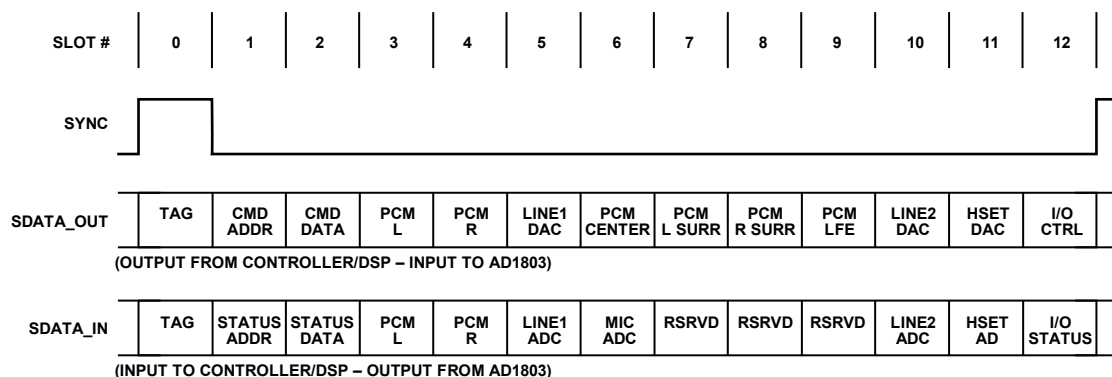 SLOT # 0 1 2 3 4 5 6 7 8 9 10 11 12
SYNC
SDATA_OUT TAG CMD ADDR CMD DATA PCM L PCM R LINE1 DAC PCM CENTER PCM L SURR PCM R SURR PCM LFE LINE2 DAC HSET DAC I/O CTRL
(OUTPUT FROM CONTROLLER/DSP – INPUT TO AD1803)
SDATA_IN TAG STATUS ADDR STATUS DATA PCM L PCM R LINE1 ADC MIC ADC RSRVD RSRVD RSRVD LINE2 ADC HSET AD I/O STATUS
(INPUT TO CONTROLLER/DSP – OUTPUT FROM AD1803)